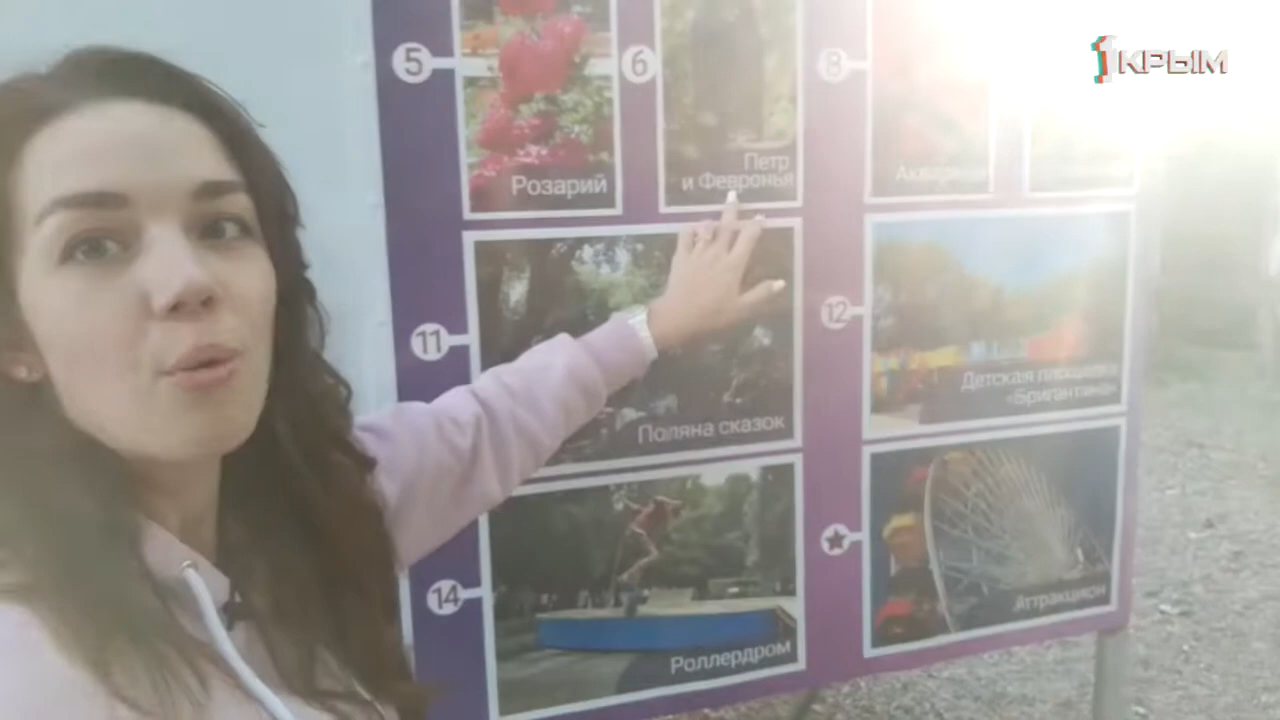 1КРЫМ
5
6
8
Розарий
Петр
и Февронья
11
12
Поляна сказок
Детская площадка
«Бригантина»
14
Роллердром
Аттракцион